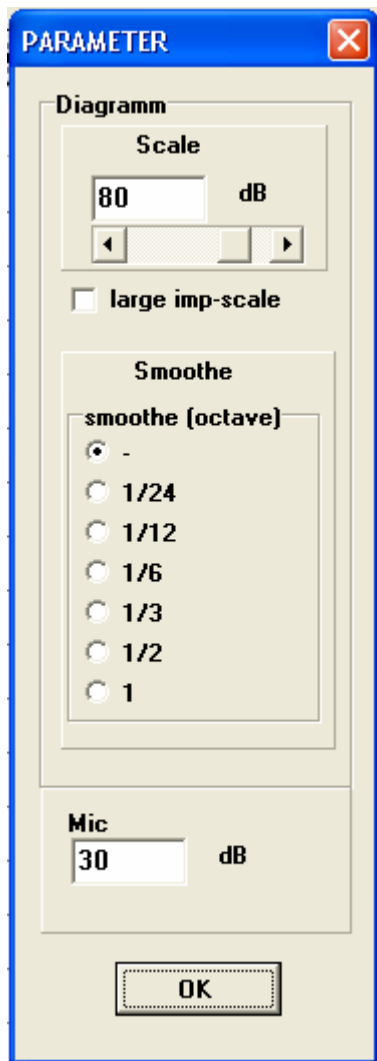 PARAMETER
Diagramm
Scale
80 dB
large imp-scale
Smoothe
smoothe (octave)
-
1/24
1/12
1/6
1/3
1/2
1
Mic
30 dB
OK